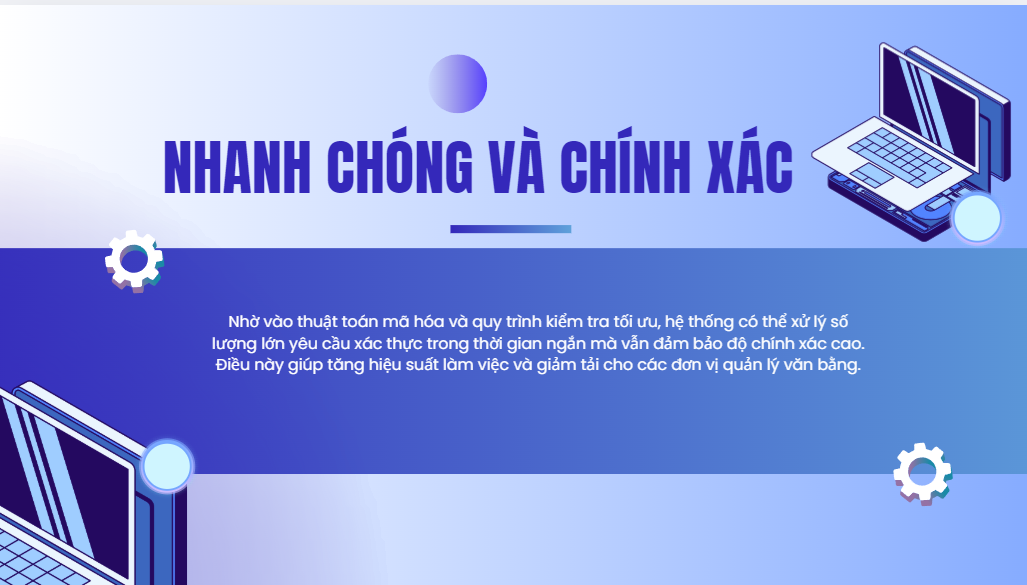 NHANH CHÓNG VÀ CHÍNH XÁC
Nhờ vào thuật toán mã hóa và quy trình kiểm tra tối ưu, hệ thống có thể xử lý số
lượng lớn yêu cầu xác thực trong thời gian ngắn mà vẫn đảm bảo độ chính xác cao.
Điều này giúp tăng hiệu suất làm việc và giảm tải cho các đơn vị quản lý văn bằng.